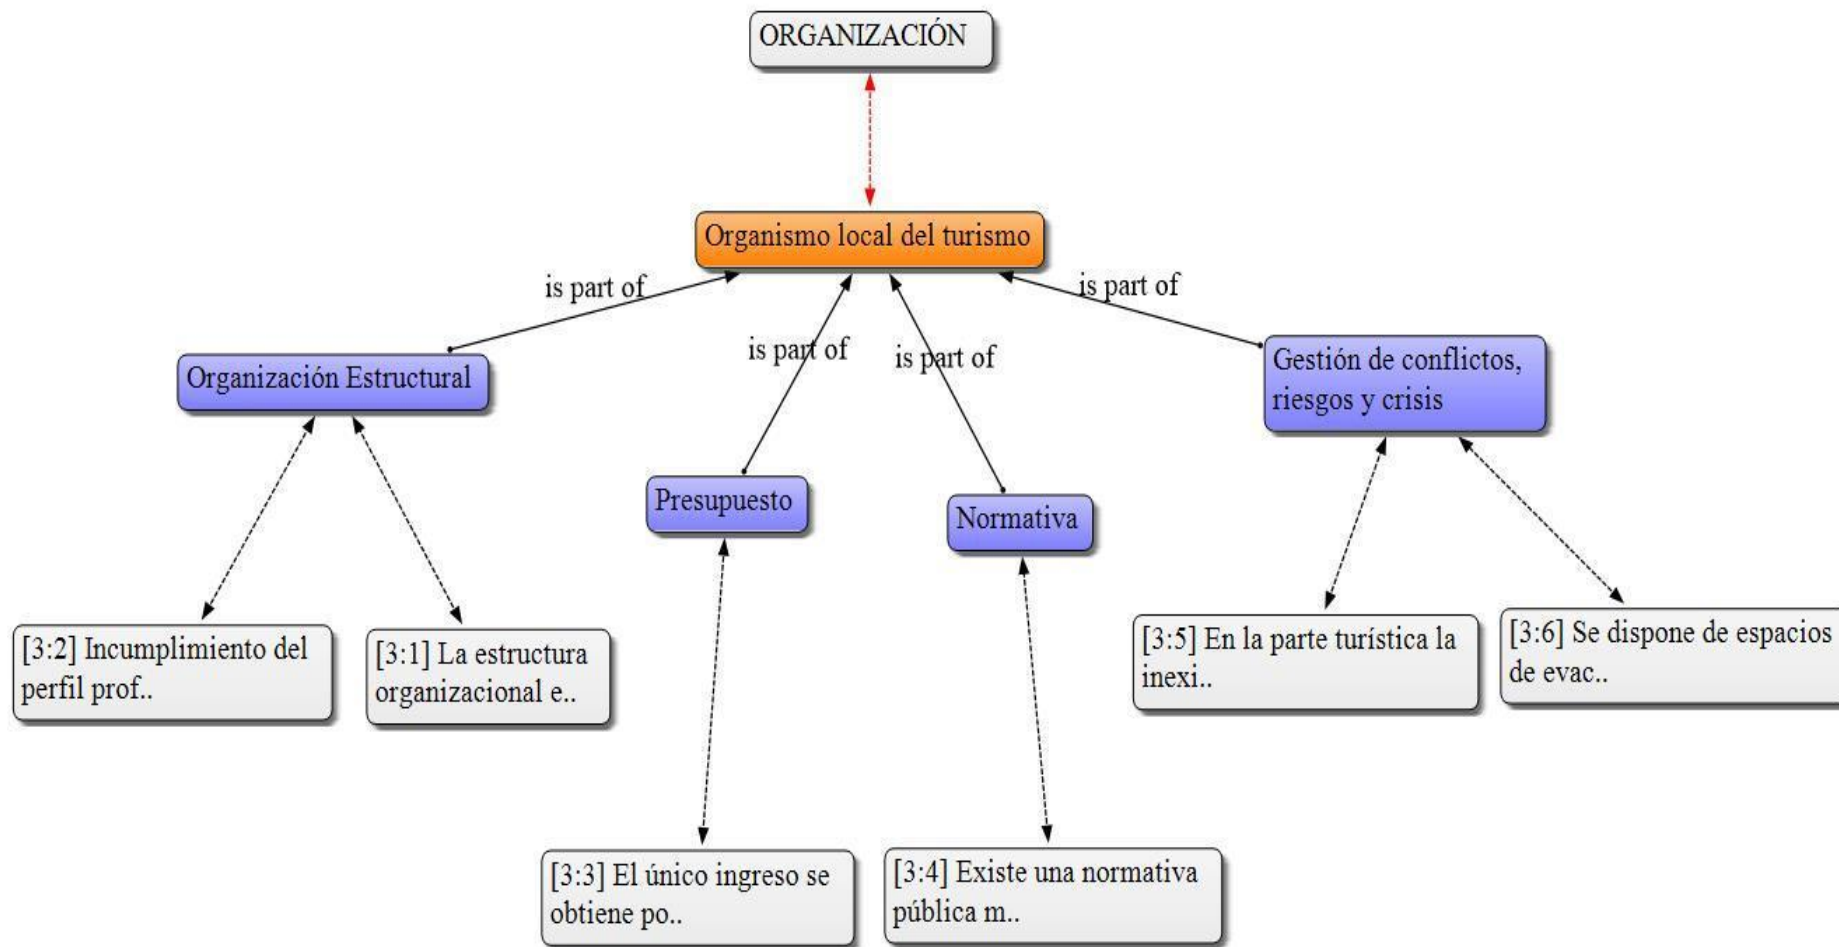 ORGANIZACIÓN
Organismo local del turismo
is part of
is part of
is part of
is part of
Organización Estructural
Gestión de conflictos,
riesgos y crisis
Presupuesto
Normativa
[3:2] Incumplimiento del
perfil prof..
[3:1] La estructura
organizacional e..
[3:5] En la parte turística la
inexi..
[3:6] Se dispone de espacios
de evac..
[3:3] El único ingreso se
obtiene po..
[3:4] Existe una normativa
pública m..